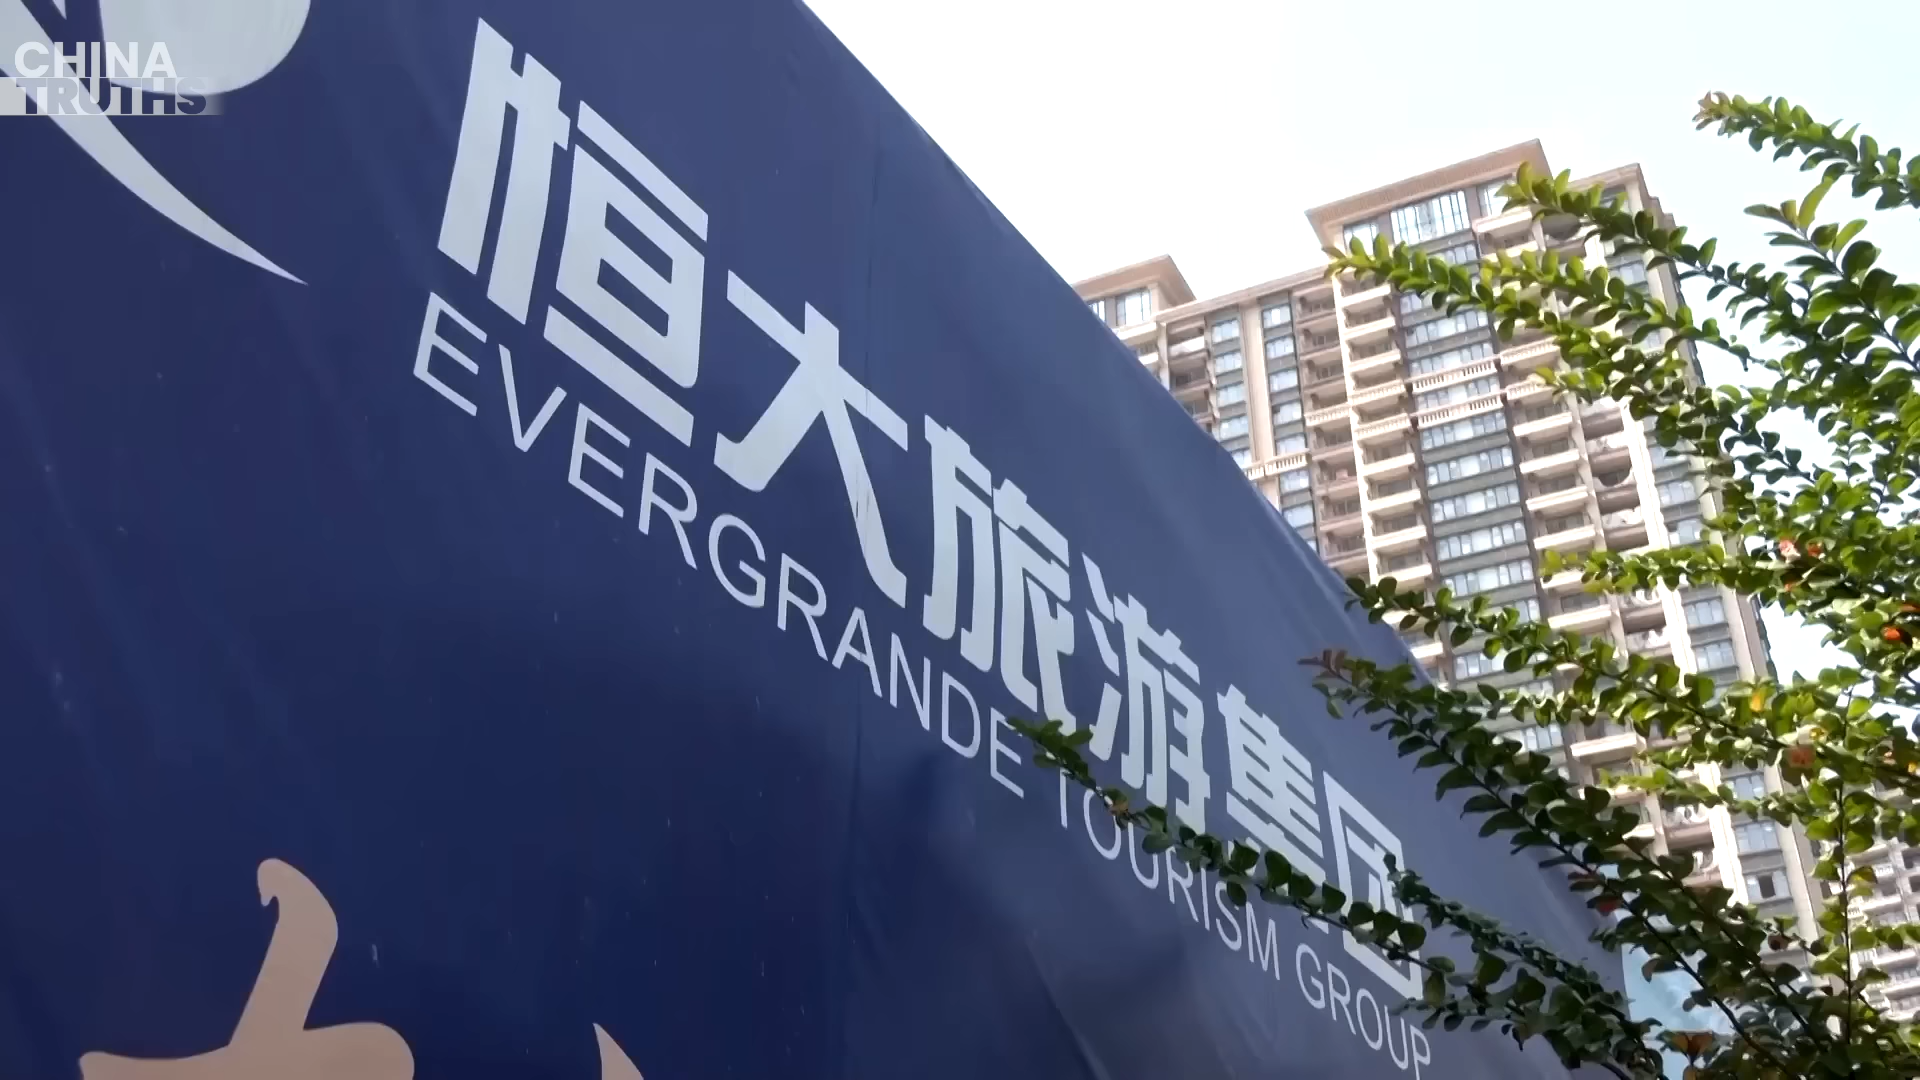 CHINA
TRUTHS
恒大旅游集团
EVERGRANDE TOURISM GROUP